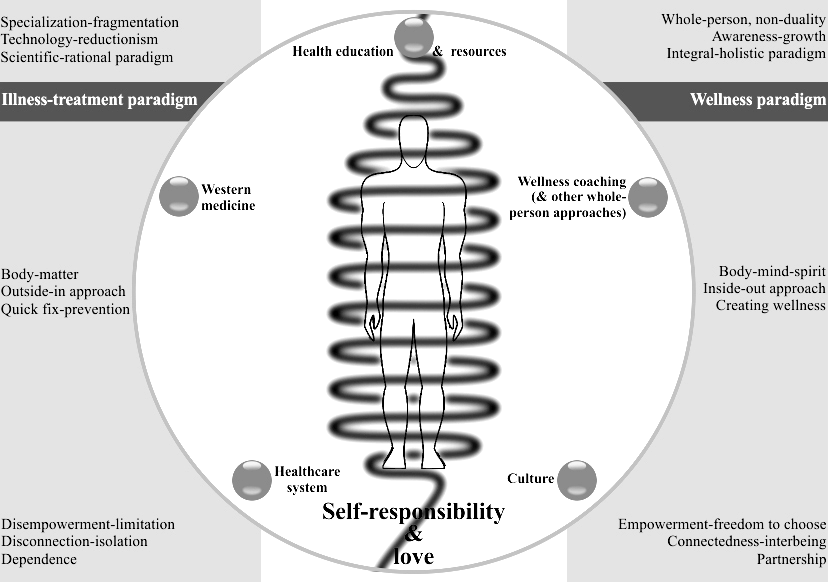 Specialization-fragmentation
Technology-reductionism
Scientific-rational paradigm
Whole-person, non-duality
Awareness-growth
Integral-holistic paradigm
Health education & resources
Illness-treatment paradigm
Wellness paradigm
Western
medicine
Wellness coaching
(& other whole-
person approaches)
Body-matter
Outside-in approach
Quick fix-prevention
Body-mind-spirit
Inside-out approach
Creating wellness
Healthcare
system
Culture
Self-responsibility
&
love
Disempowerment-limitation
Disconnection-isolation
Dependence
Empowerment-freedom to choose
Connectedness-interbeing
Partnership